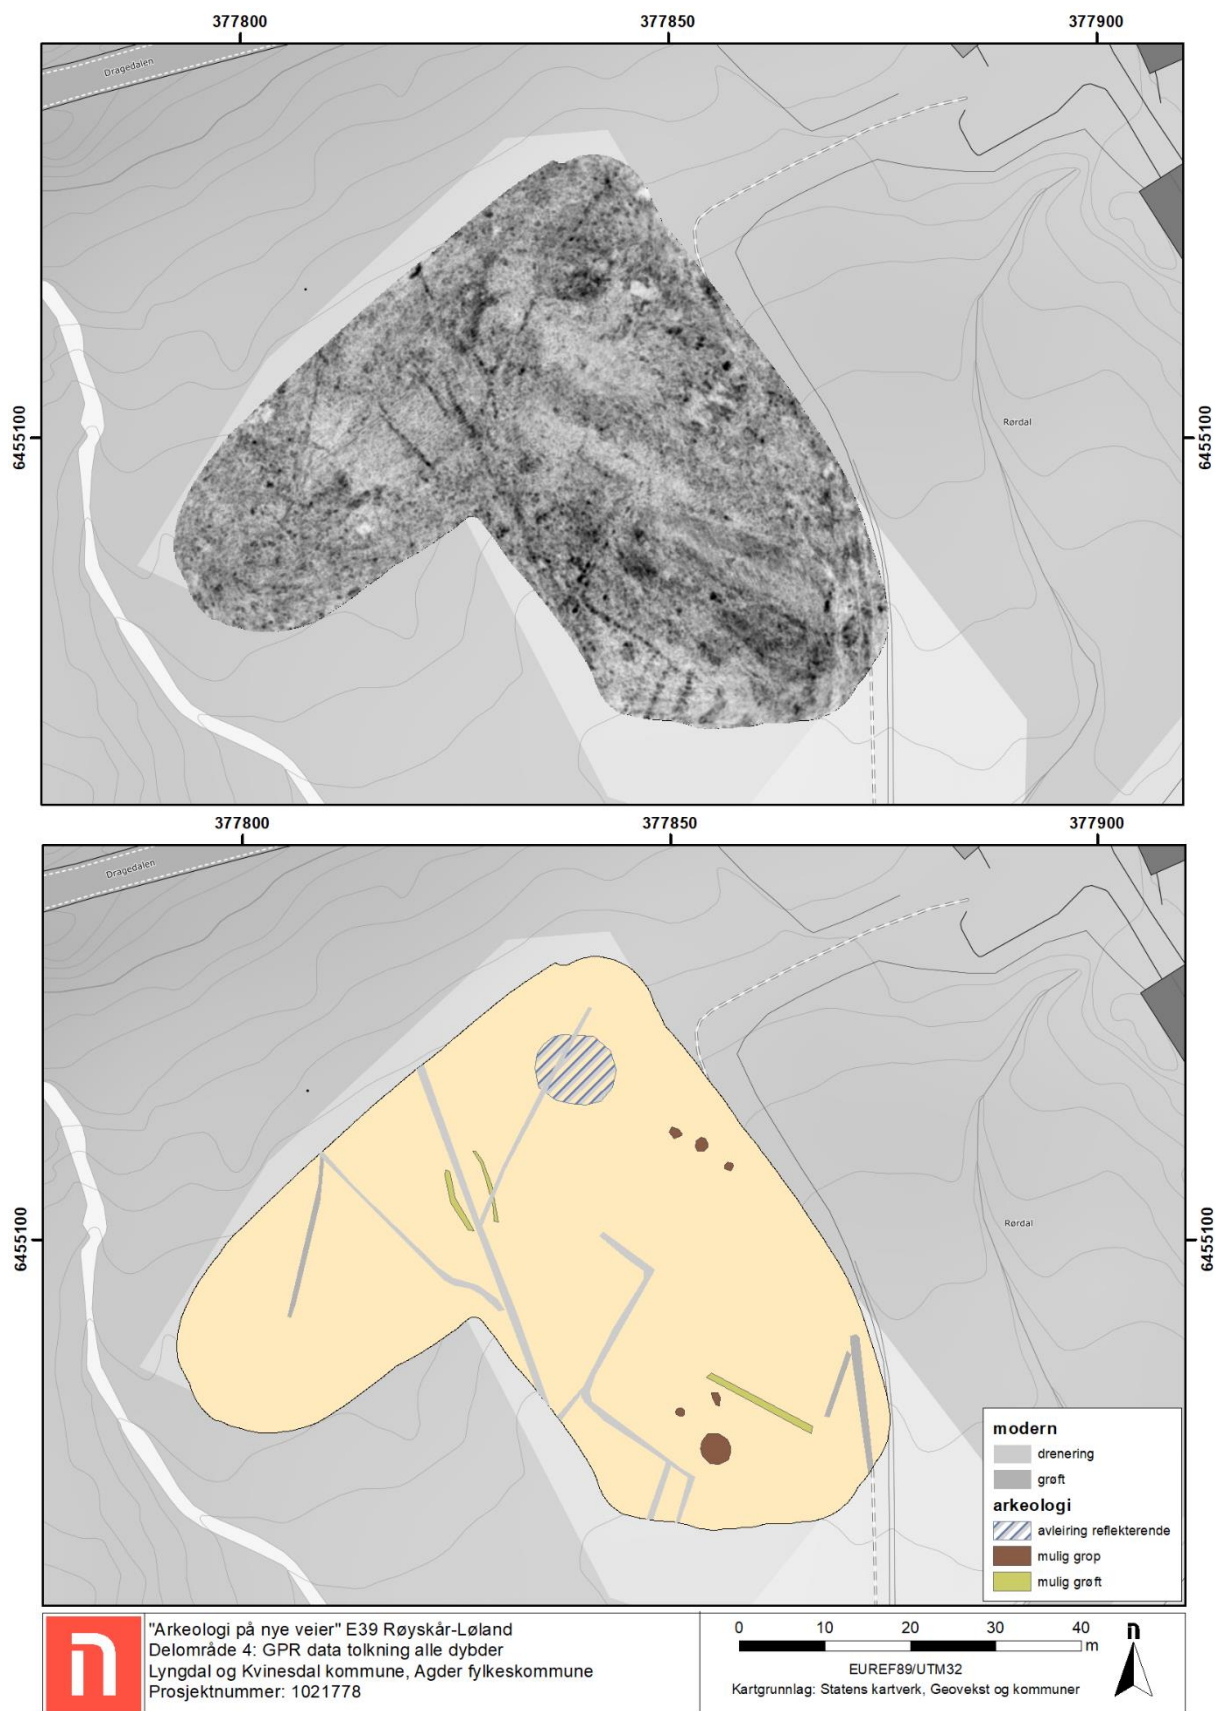 377800 377850 377900
Dragedalen
6455100 6455100
Rørdal
377800 377850 377900
Dragedalen
6455100 6455100
Rørdal
modern
drenering
grøft
arkeologi
avleiring reflekterende
mulig grop
mulig grøft
"Arkeologi på nye veier" E39 Røyskår-Løland
Delområde 4: GPR data tolkning alle dybder
Lyngdal og Kvinesdal kommune, Agder fylkeskommune
Prosjektnummer: 1021778
0 10 20 30 40
m
EUREF89/UTM32
Kartgrunnlag: Statens kartverk, Geovekst og kommuner
n